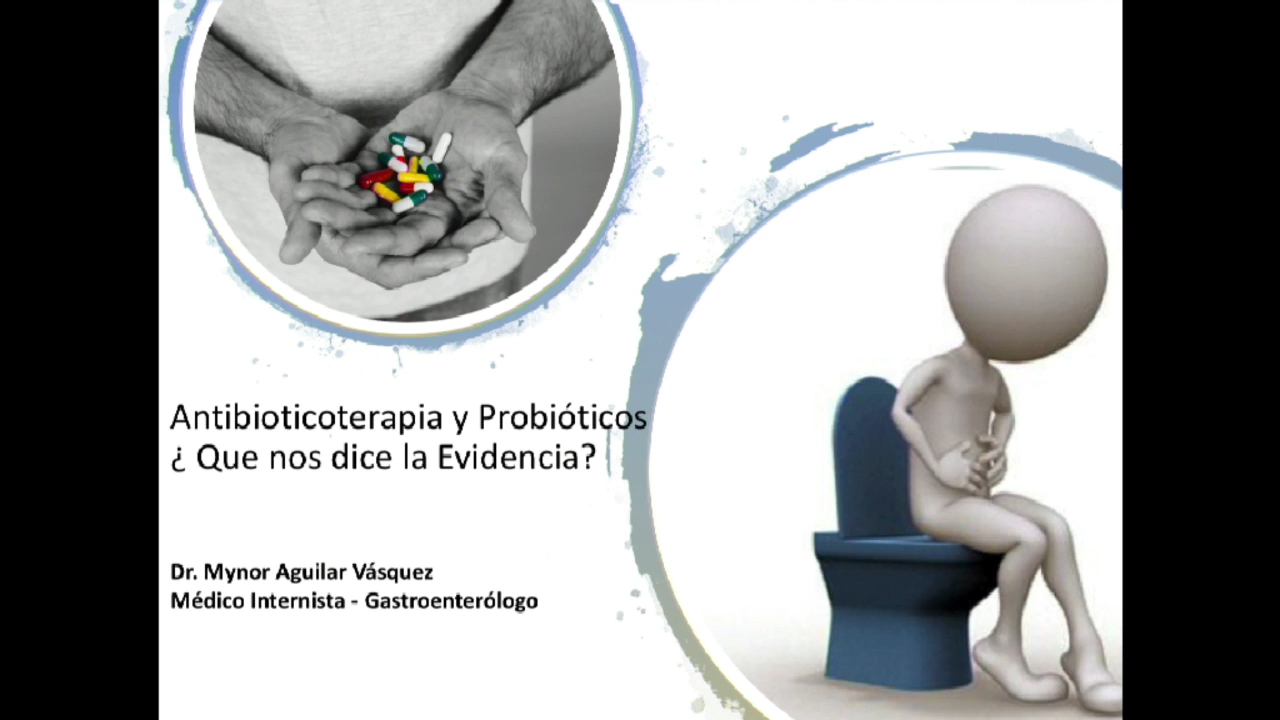 Antibioticoterapia y Probióticos
¿ Que nos dice la Evidencia?
Dr. Mynor Aguilar Vásquez
Médico Internista - Gastroenterólogo